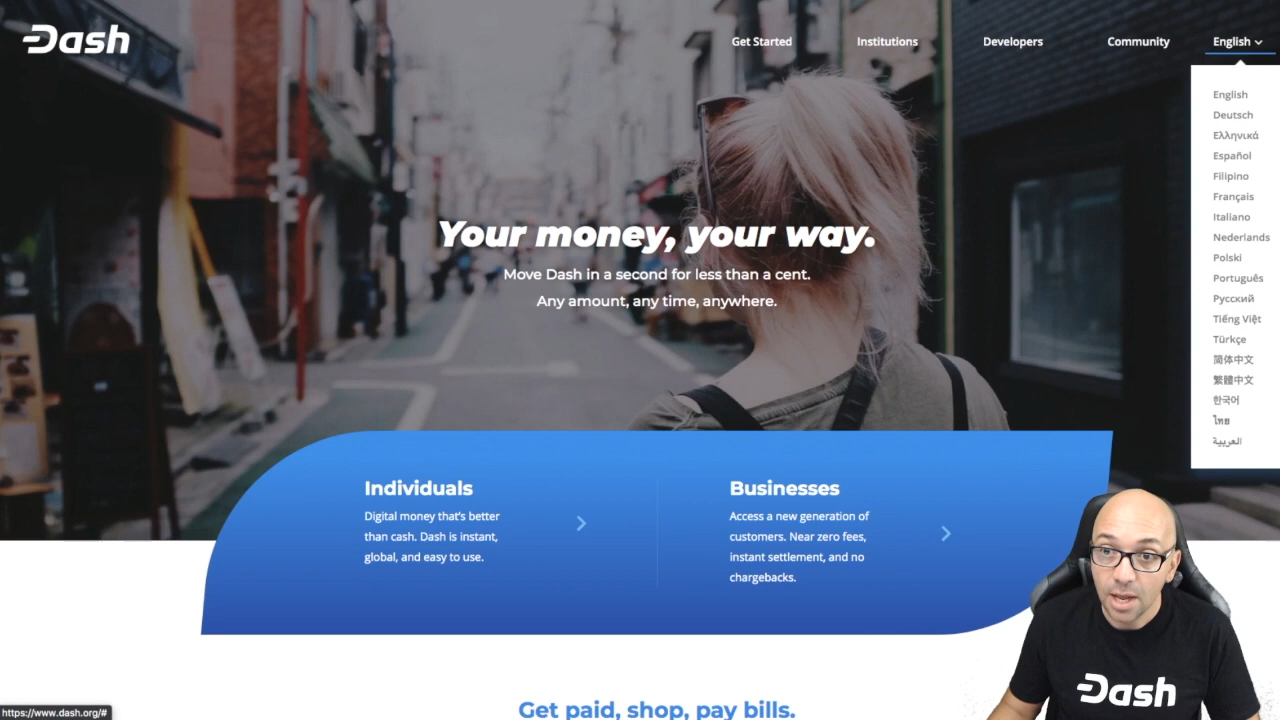 Dash
Get Started
Institutions
Developers
Community
English
English
Deutsch
Ελληνικά
Español
Filipino
Français
Italiano
Nederlands
Polski
Português
Русский
Tiếng Việt
Türkçe
简体中文
繁體中文
한국어
ไทย
العربية
Your money, your way.
Move Dash in a second for less than a cent.
Any amount, any time, anywhere.
Individuals
Digital money that's better
than cash. Dash is instant,
global, and easy to use.
Businesses
Access a new generation of
customers. Near zero fees,
instant settlement, and no
chargebacks.
Get paid, shop, pay bills.
Dash
https://www.dash.org/#